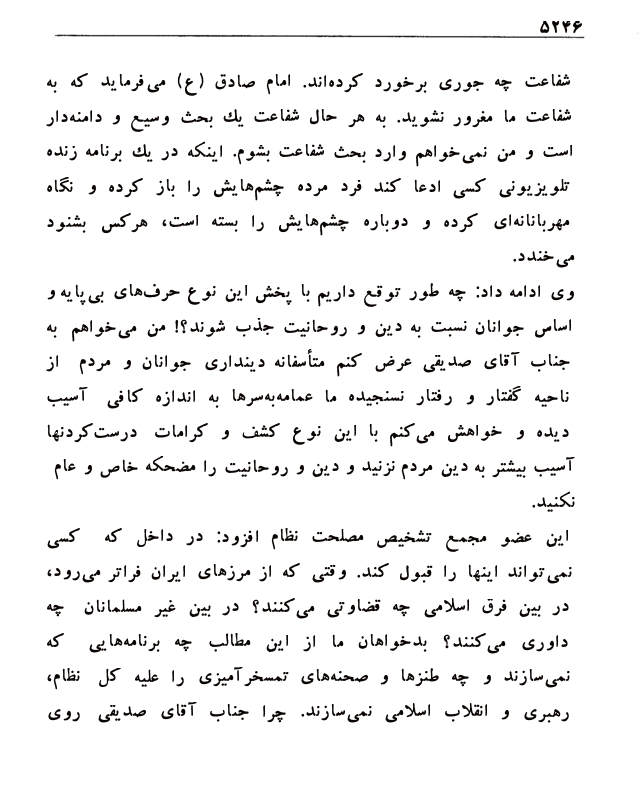 ۵۲۴۶
شفاعت چه جوری برخورد کرده‌اند. امام صادق (ع) می‌فرماید که به
شفاعت ما مغرور نشوید. به هر حال شفاعت یك بحث وسیع و دامنه‌دار
است و من نمی‌خواهم وارد بحث شفاعت بشوم. اینکه در یك برنامه زنده
تلویزیونی کسی ادعا کند فرد مرده چشم‌هایش را باز کرده و نگاه
مهربانانه‌ای کرده و دوباره چشم‌هایش را بسته است، هرکس بشنود
می‌خندد.
وی ادامه داد: چه طور توقع داریم با پخش این نوع حرف‌های بی‌پایه و
اساس جوانان نسبت به دین و روحانیت جذب شوند؟! من می‌خواهم به
جناب آقای صدیقی عرض کنم متأسفانه دینداری جوانان و مردم از
ناحیه گفتار و رفتار نسنجیده ما عمامه‌به‌سرها به اندازه کافی آسیب
دیده و خواهش می‌کنم با این نوع کشف و کرامات درست‌کردنها
آسیب بیشتر به دین مردم نزنید و دین و روحانیت را مضحکه خاص و عام
نکنید.
این عضو مجمع تشخیص مصلحت نظام افزود: در داخل که کسی
نمی‌تواند اینها را قبول کند. وقتی که از مرزهای ایران فراتر می‌رود،
در بین فرق اسلامی چه قضاوتی می‌کنند؟ در بین غیر مسلمانان چه
داوری می‌کنند؟ بدخواهان ما از این مطالب چه برنامه‌هایی که
نمی‌سازند و چه طنزها و صحنه‌های تمسخرآمیزی را علیه کل نظام،
رهبری و انقلاب اسلامی نمی‌سازند. چرا جناب آقای صدیقی روی